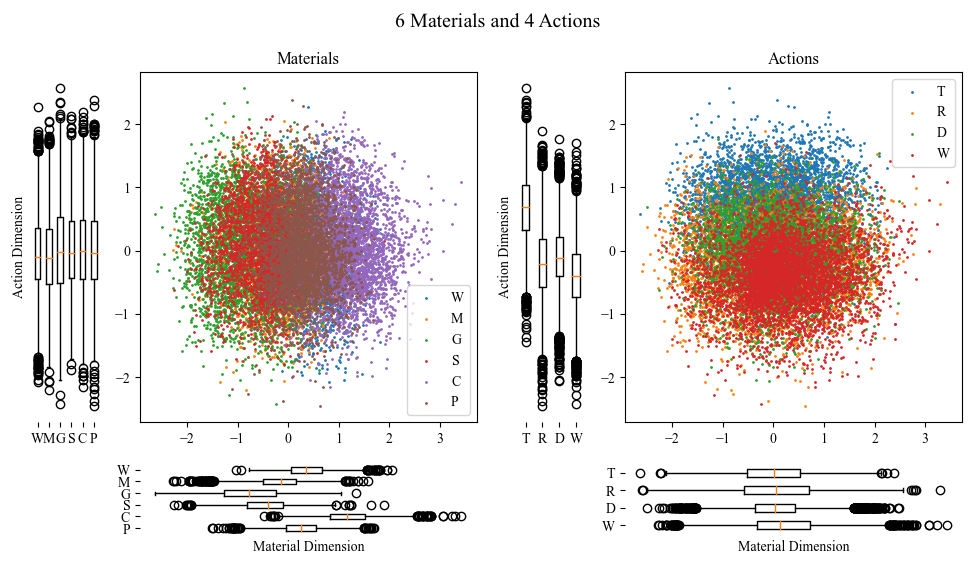 6 Materials and 4 Actions
Materials
Actions
Action Dimension
2
1
0
−1
−2
W
M
G
S
C
P
WMGSCP
−2 −1 0 1 2 3
Action Dimension
2
1
0
−1
−2
T
R
D
W
T R D W
−2 −1 0 1 2 3
W
M
G
S
C
P
Material Dimension
T
R
D
W
Material Dimension